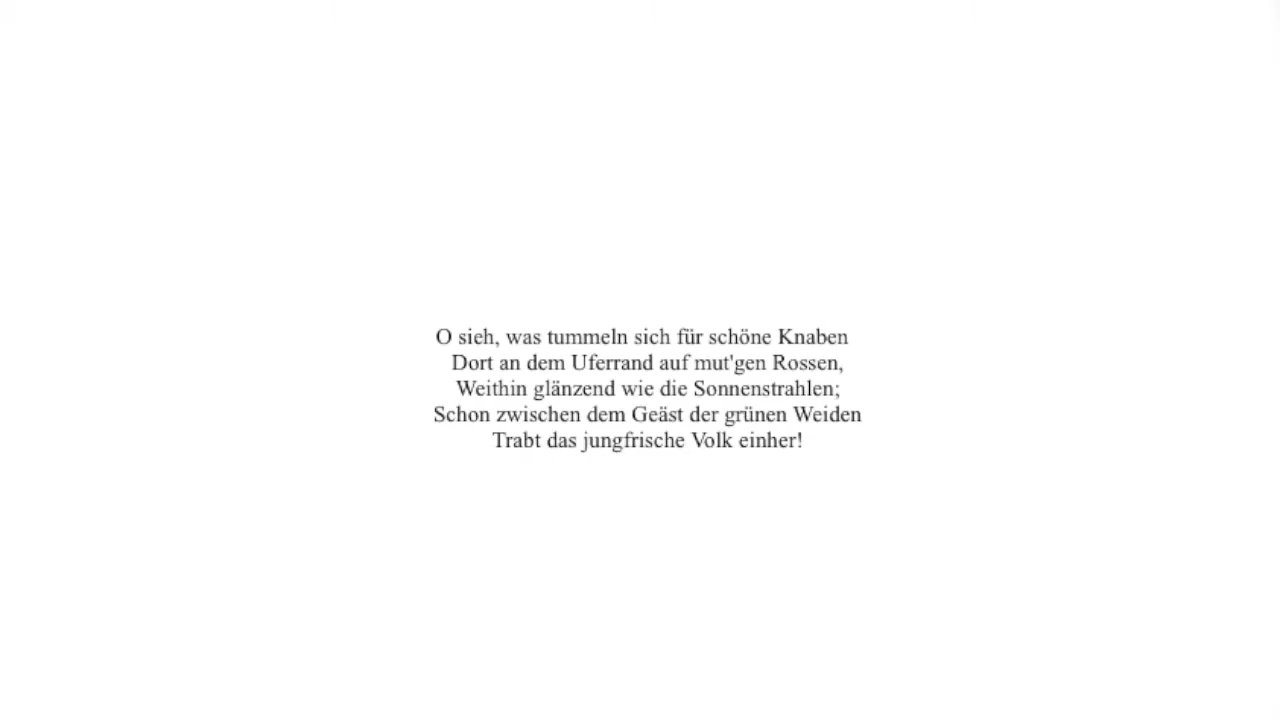 O sieh, was tummeln sich für schöne Knaben
Dort an dem Uferrand auf mut'gen Rossen,
Weithin glänzend wie die Sonnenstrahlen;
Schon zwischen dem Geäst der grünen Weiden
Trabt das jungfrische Volk einher!